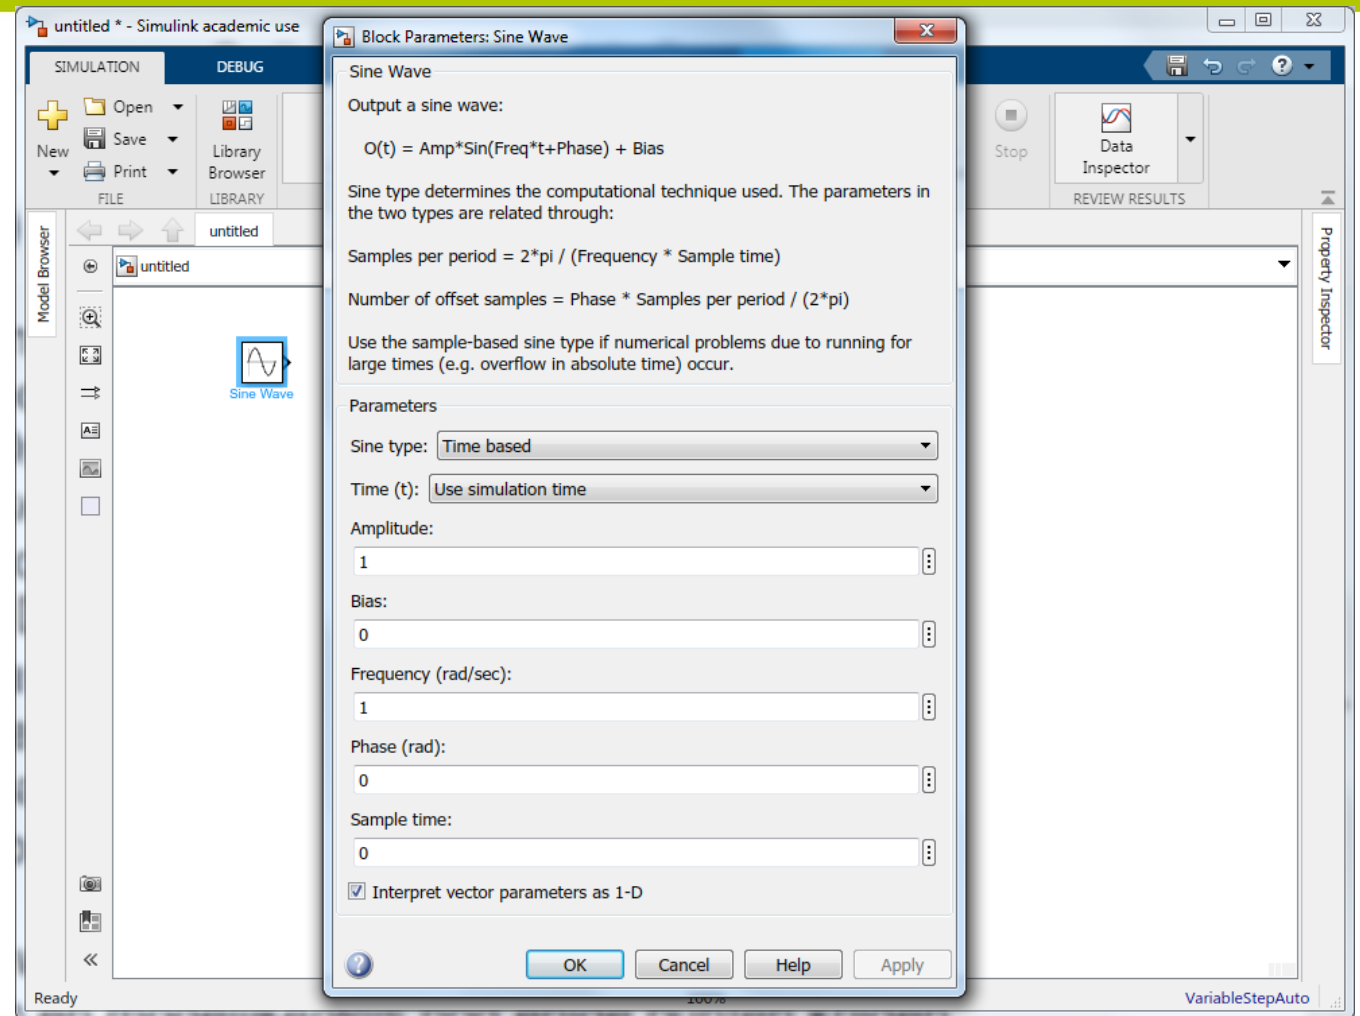 untitled * - Simulink academic use
Block Parameters: Sine Wave
SIMULATION
DEBUG
New
Open
Save
Print
FILE
Library
Browser
LIBRARY
Stop
Data
Inspector
REVIEW RESULTS
untitled
untitled
Model Browser
Property Inspector
Sine Wave
Sine Wave
Output a sine wave:
O(t) = Amp*Sin(Freq*t+Phase) + Bias
Sine type determines the computational technique used. The parameters in
the two types are related through:
Samples per period = 2*pi / (Frequency * Sample time)
Number of offset samples = Phase * Samples per period / (2*pi)
Use the sample-based sine type if numerical problems due to running for
large times (e.g. overflow in absolute time) occur.
Parameters
Sine type: Time based
Time (t): Use simulation time
Amplitude:
1
Bias:
0
Frequency (rad/sec):
1
Phase (rad):
0
Sample time:
0
Interpret vector parameters as 1-D
OK
Cancel
Help
Apply
Ready
100%
VariableStepAuto